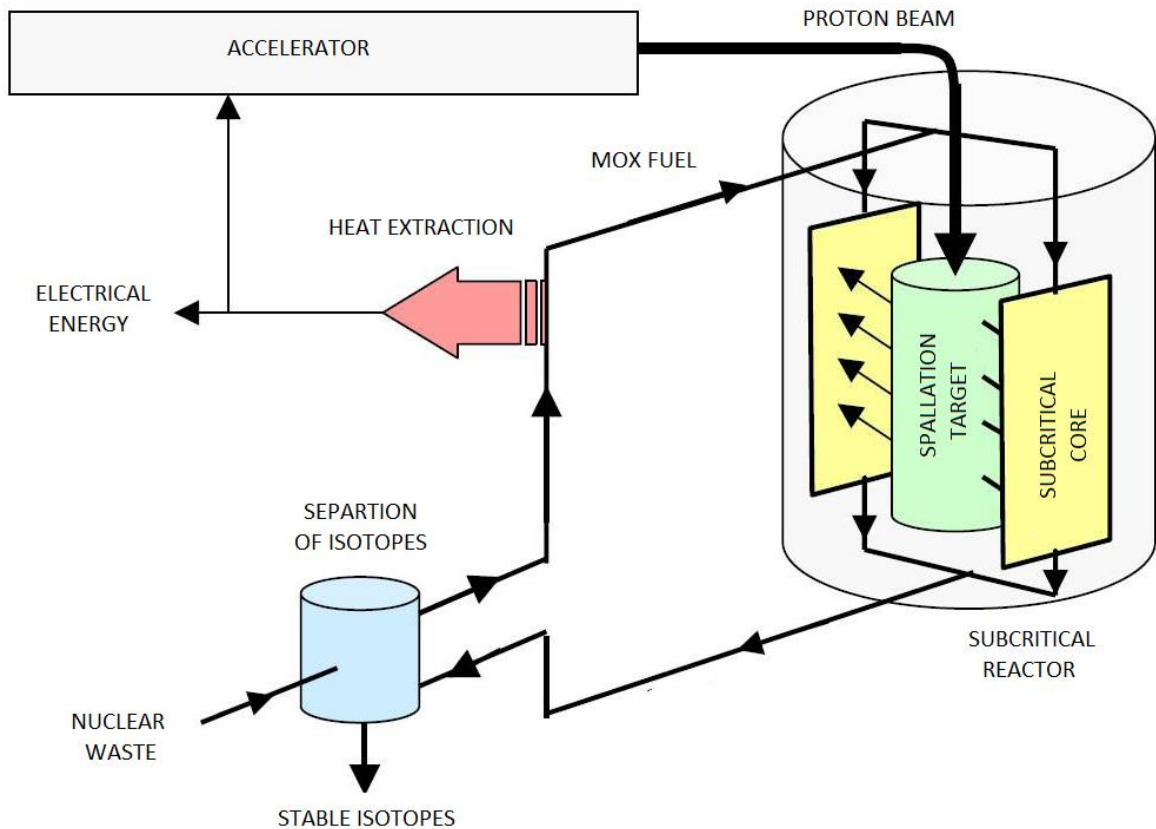 PROTON BEAM
ACCELERATOR
MOX FUEL
HEAT EXTRACTION
ELECTRICAL
ENERGY
SPALLATION
TARGET
SUBCRITICAL
CORE
SEPARTION
OF ISOTOPES
SUBCRITICAL
REACTOR
NUCLEAR
WASTE
STABLE ISOTOPES